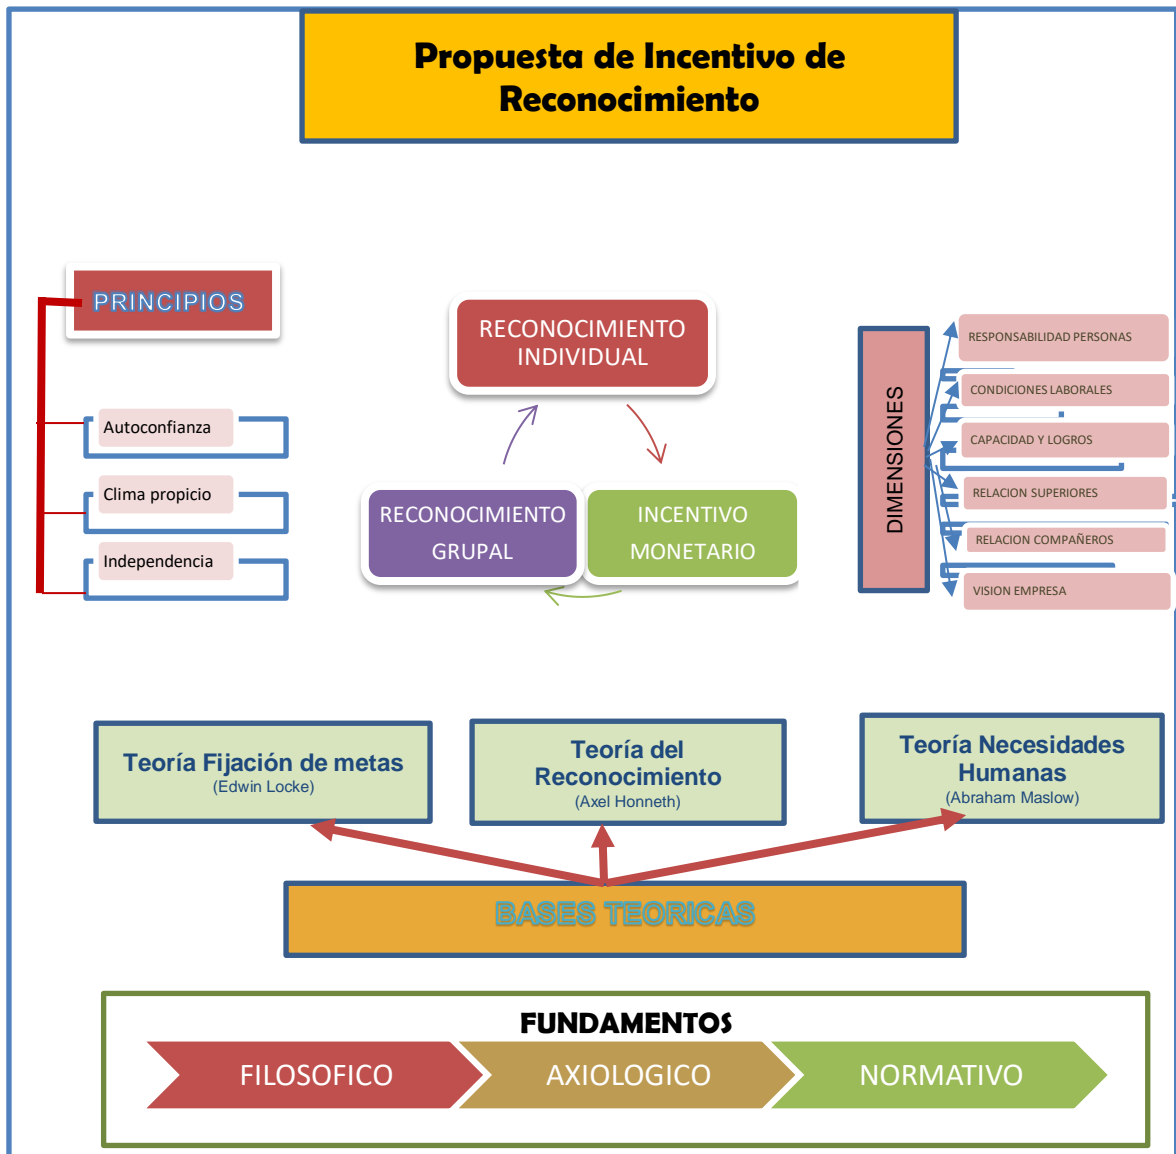 Propuesta de Incentivo de
Reconocimiento
PRINCIPIOS
Autoconfianza
Clima propicio
Independencia
RECONOCIMIENTO
INDIVIDUAL
RECONOCIMIENTO
GRUPAL
INCENTIVO
MONETARIO
DIMENSIONES
RESPONSABILIDAD PERSONAS
CONDICIONES LABORALES
CAPACIDAD Y LOGROS
RELACION SUPERIORES
RELACION COMPAÑEROS
VISION EMPRESA
Teoría Fijación de metas
(Edwin Locke)
Teoría del
Reconocimiento
(Axel Honneth)
Teoría Necesidades
Humanas
(Abraham Maslow)
BASES TEORICAS
FUNDAMENTOS
FILOSOFICO
AXIOLOGICO
NORMATIVO